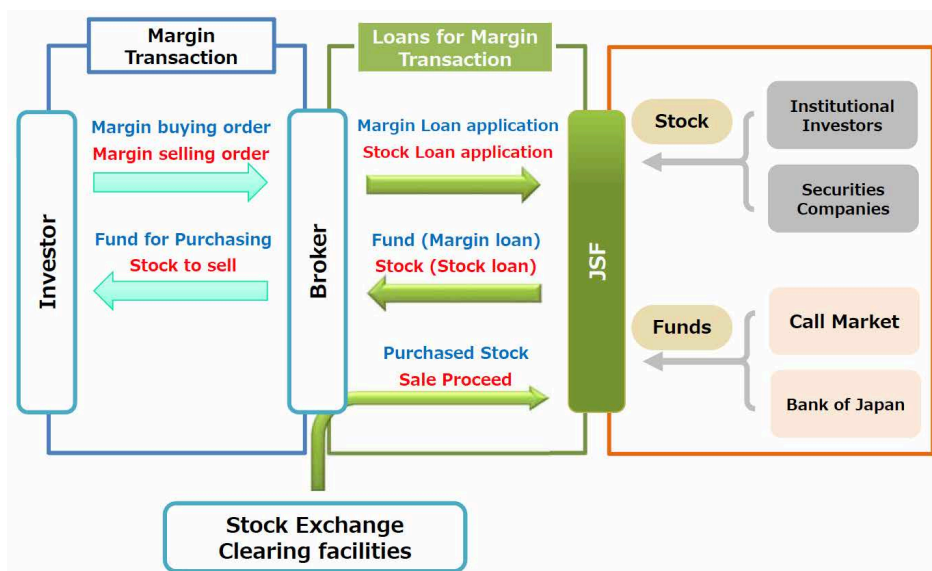 Margin
Transaction
Loans for Margin
Transaction
Investor
Margin buying order
Margin selling order
Fund for Purchasing
Stock to sell
Broker
Margin Loan application
Stock Loan application
Fund (Margin loan)
Stock (Stock loan)
Purchased Stock
Sale Proceed
JSF
Stock
Institutional
Investors
Securities
Companies
Funds
Call Market
Bank of Japan
Stock Exchange
Clearing facilities